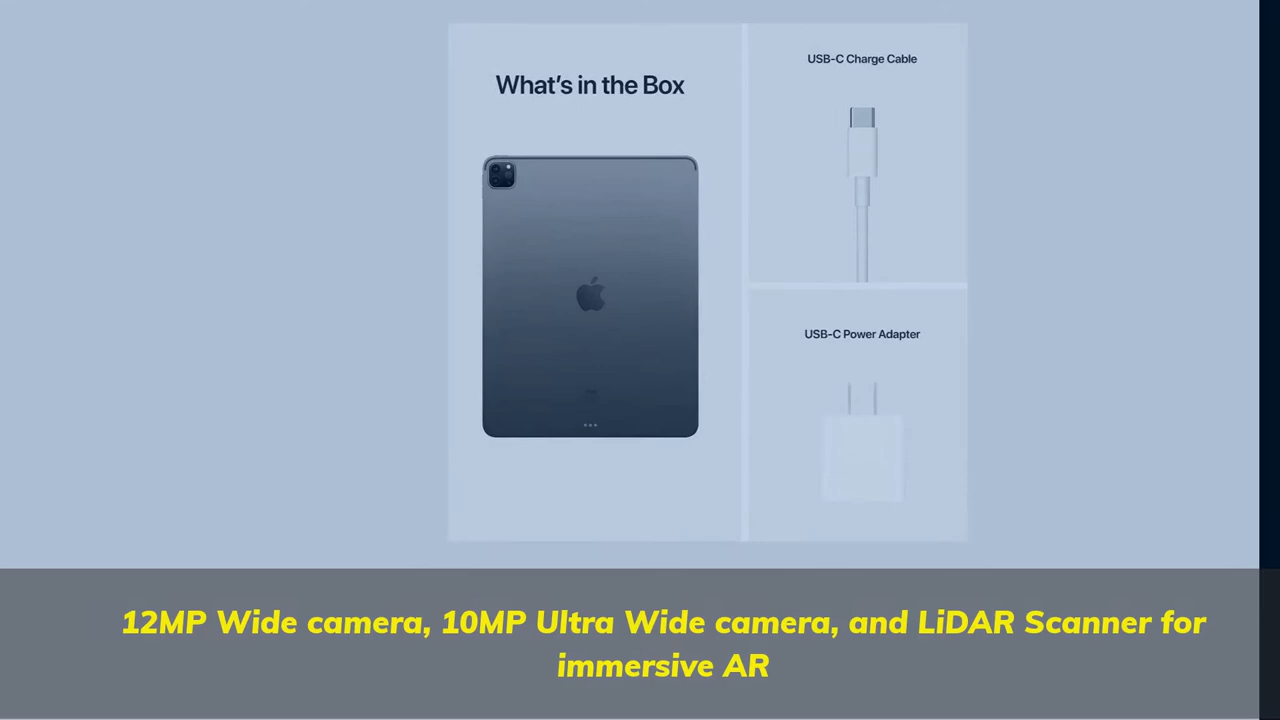 What's in the Box
USB-C Charge Cable
USB-C Power Adapter
12MP Wide camera, 10MP Ultra Wide camera, and LiDAR Scanner for
immersive AR